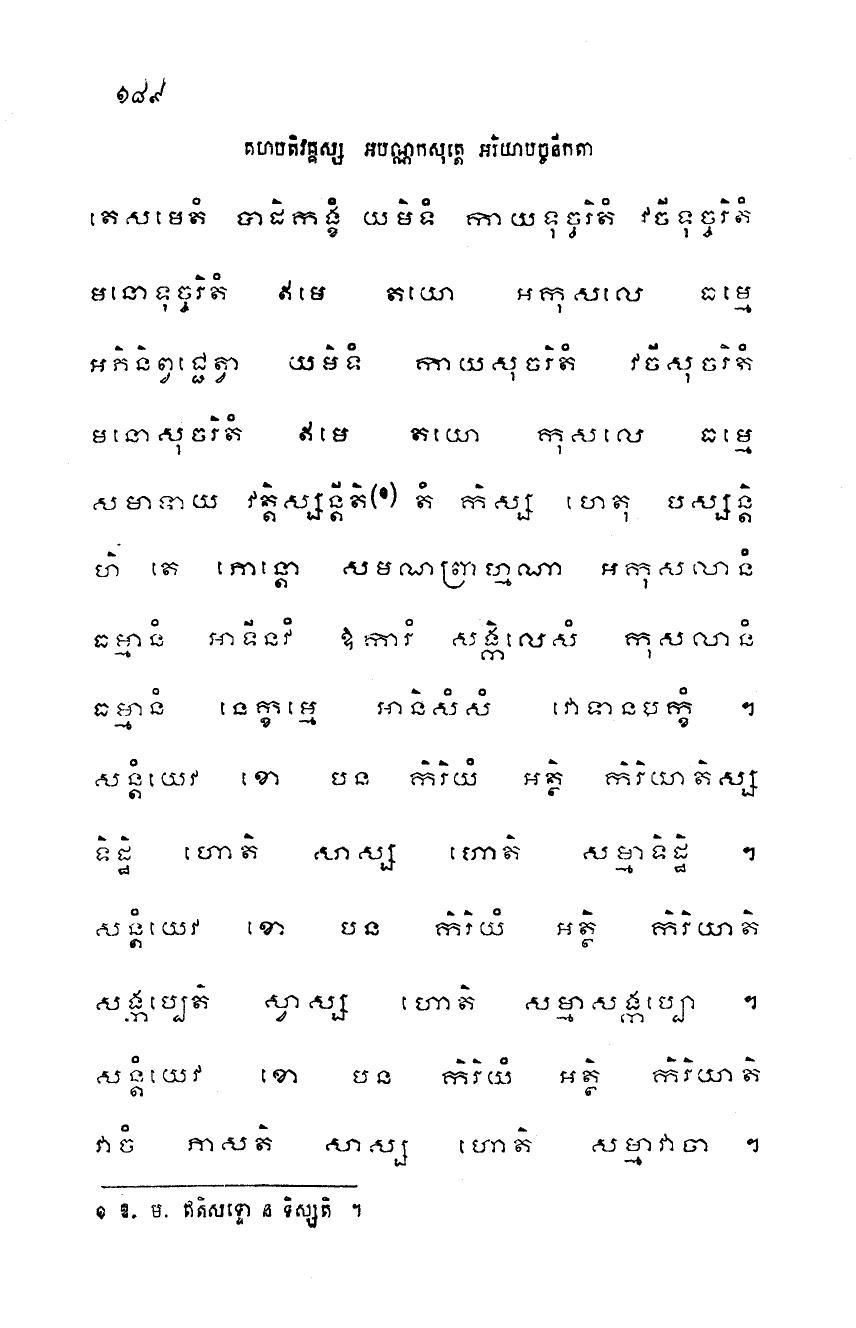 ១៨៩
គហបតិវគ្គស្ស អបណ្ណកសុត្តេ អរិយាបច្ចនីកតា
តេសមេតំ បាដិកង្ខំ យមិទំ កាយទុច្ចរិតំ វចីទុច្ចរិតំ
មនោទុច្ចរិតំ ឥមេ តយោ អកុសលេ ធម្មេ
អភិនិព្វជ្ជេត្វា យមិទំ កាយសុចរិតំ វចីសុចរិតំ
មនោសុចរិតំ ឥមេ តយោ កុសលេ ធម្មេ
សមាទាយ វត្តិស្សន្តីតិ(១) តំ កិស្ស ហេតុ បស្សន្តិ
ហិ តេ ភោន្តោ សមណព្រាហ្មណា អកុសលានំ
ធម្មានំ អាទីនវំ ឱការំ សង្កិលេសំ កុសលានំ
ធម្មានំ នេក្ខម្មេ អានិសំសំ វោទានបក្ខំ ។
សន្តំយេវ ខោ បន កិរិយំ អត្ថិ កិរិយាតិស្ស
ទិដ្ឋិ ហោតិ សាស្ស ហោតិ សម្មាទិដ្ឋិ ។
សន្តំយេវ ខោ បន កិរិយំ អត្ថិ កិរិយាតិ
សង្កប្បេតិ ស្វាស្ស ហោតិ សម្មាសង្កប្បោ ។
សន្តំយេវ ខោ បន កិរិយំ អត្ថិ កិរិយាតិ
វាចំ ភាសតិ សាស្ស ហោតិ សម្មាវាចា ។
១ ឱ. ម. ឥតិសទ្ទោ ន ទិស្សតិ ។